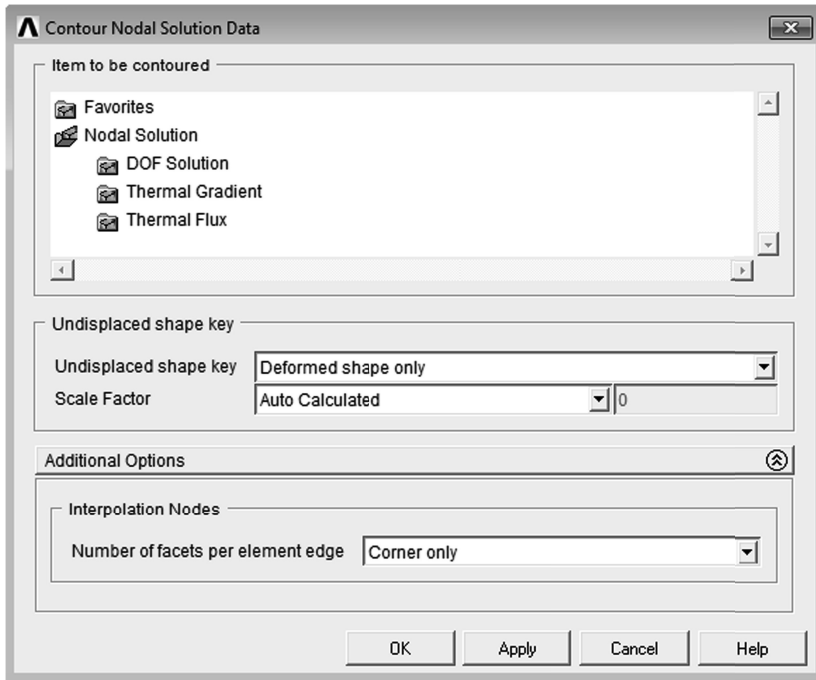 Contour Nodal Solution Data
Item to be contoured
Favorites
Nodal Solution
DOF Solution
Thermal Gradient
Thermal Flux
Undisplaced shape key
Undisplaced shape key Deformed shape only
Scale Factor Auto Calculated 0
Additional Options
Interpolation Nodes
Number of facets per element edge Corner only
OK Apply Cancel Help